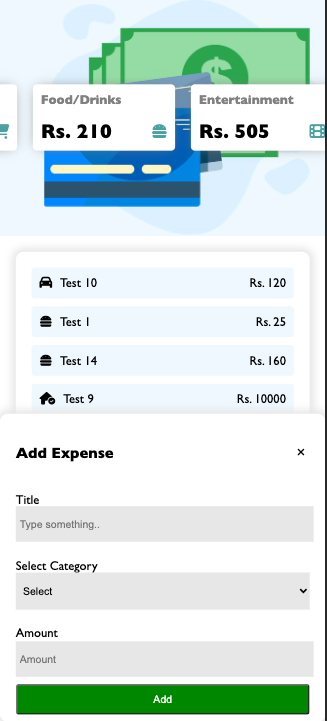 Food/Drinks
Entertainment
Rs. 210
Rs. 505
Test 10
Rs. 120
Test 1
Rs. 25
Test 14
Rs. 160
Test 9
Rs. 10000
Add Expense
×
Title
Type something..
Select Category
Select
Amount
Amount
Add